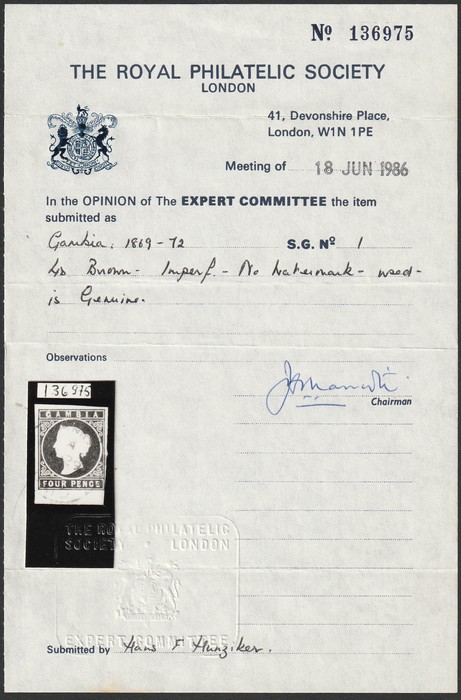 Nº 136975
THE ROYAL PHILATELIC SOCIETY
LONDON
41, Devonshire Place,
London, W1N 1PE
Meeting of 18 JUN 1986
In the OPINION of The EXPERT COMMITTEE the item
submitted as
Gambia: 1869-72 S.G. Nº 1
4d Brown - Imperf. - No Watermark - used -
is Genuine.
Observations
Chairman
136975
GAMBIA
FOUR PENCE
THE ROYAL PHILATELIC
SOCIETY • LONDON
EXPERT COMMITTEE
Submitted by Hans F Hunziker.